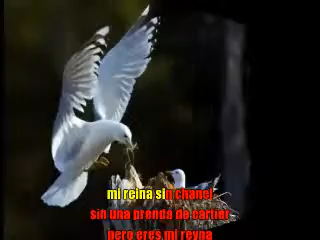 mi reina sin chanel
sin una prenda de cartier
pero eres mi reyna